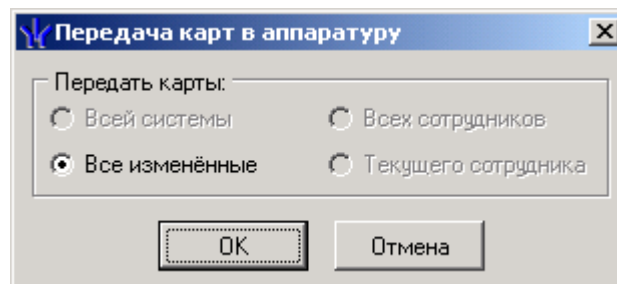 Передача карт в аппаратуру
Передать карты:
Всей системы Всех сотрудников
Все изменённые Текущего сотрудника
OK Отмена